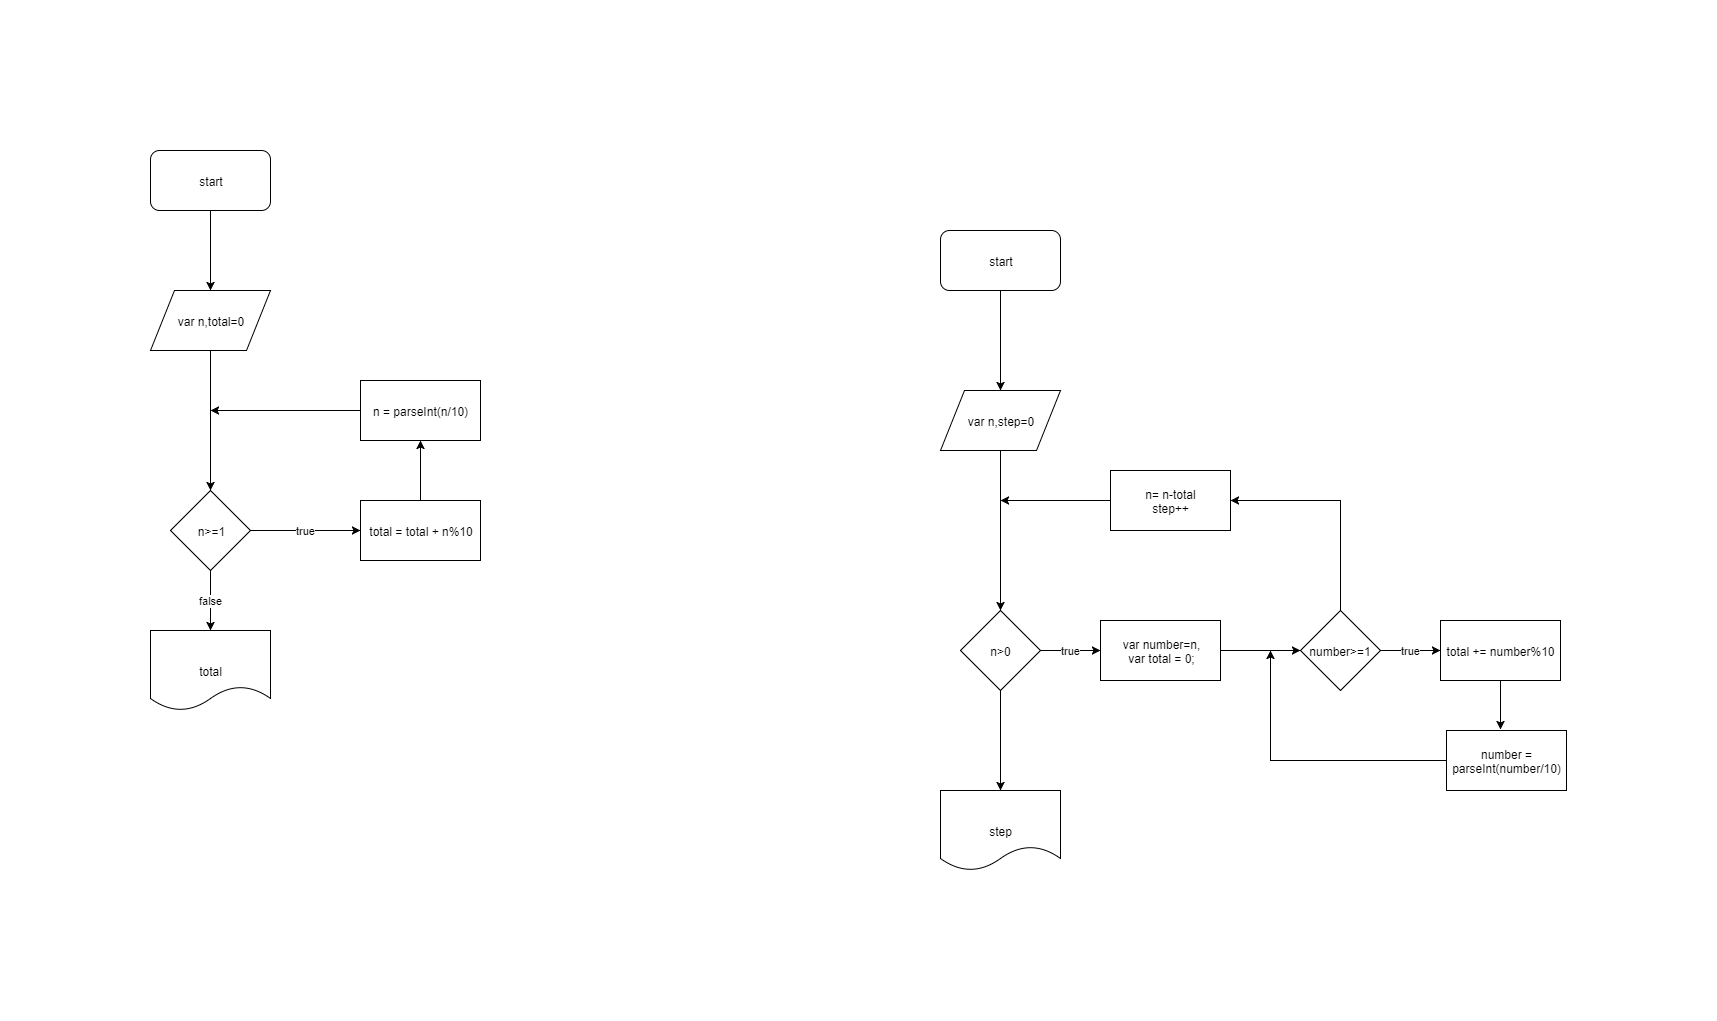 start
var n,total=0
n = parseInt(n/10)
n>=1
true
total = total + n%10
false
total
start
var n,step=0
n= n-total
step++
n>0
true
var number=n,
var total = 0;
number>=1
true
total += number%10
number =
parseInt(number/10)
step